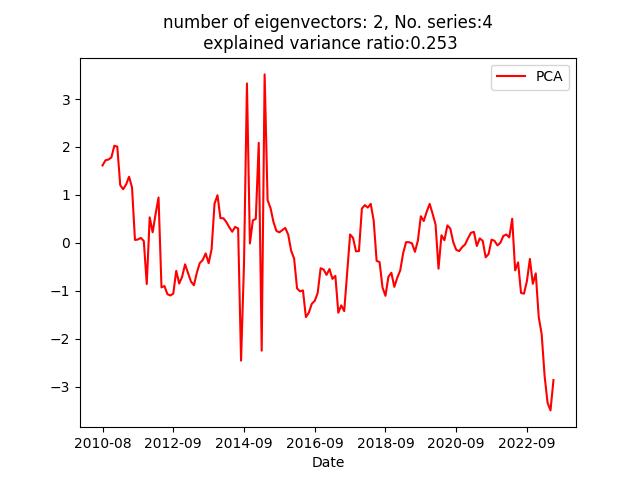 number of eigenvectors: 2, No. series:4
explained variance ratio:0.253
PCA
3
2
1
0
−1
−2
−3
2010-08 2012-09 2014-09 2016-09 2018-09 2020-09 2022-09
Date